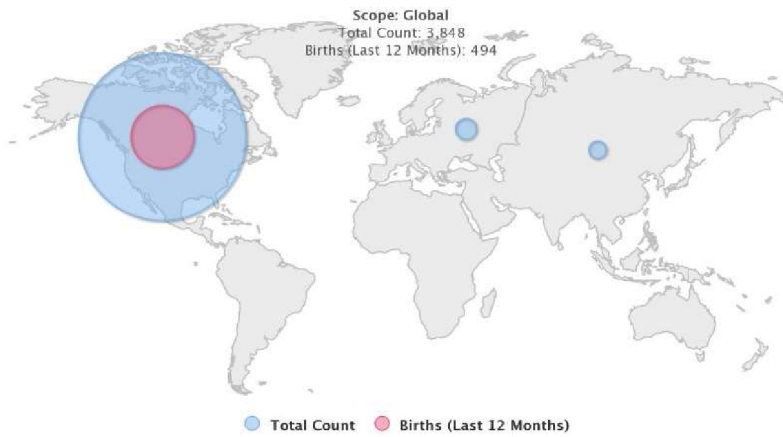 Scope: Global
Total Count: 3,848
Births (Last 12 Months): 494
Total Count
Births (Last 12 Months)